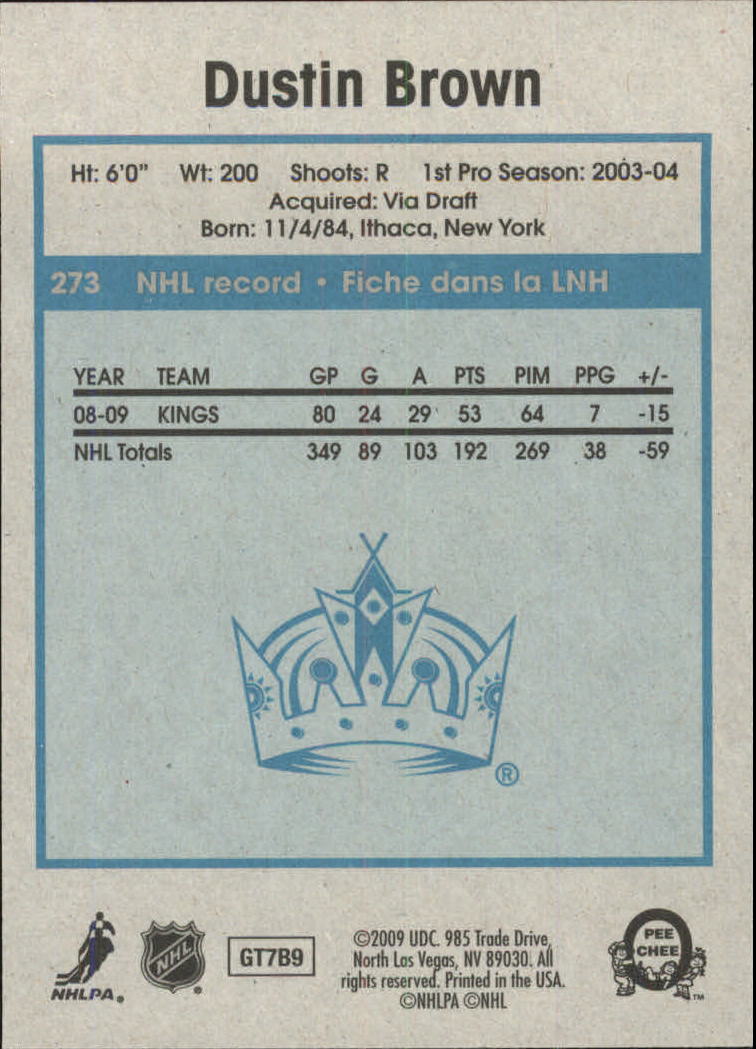 Dustin Brown
Ht: 6'0" Wt: 200 Shoots: R 1st Pro Season: 2003-04
Acquired: Via Draft
Born: 11/4/84, Ithaca, New York
273 NHL record • Fiche dans la LNH
YEAR TEAM GP G A PTS PIM PPG +/-
08-09 KINGS 80 24 29 53 64 7 -15
NHL Totals 349 89 103 192 269 38 -59
®
NHLPA®
NHL®
GT7B9
©2009 UDC. 985 Trade Drive,
North Las Vegas, NV 89030. All
rights reserved. Printed in the USA.
©NHLPA ©NHL
O
PEE
CHEE
™